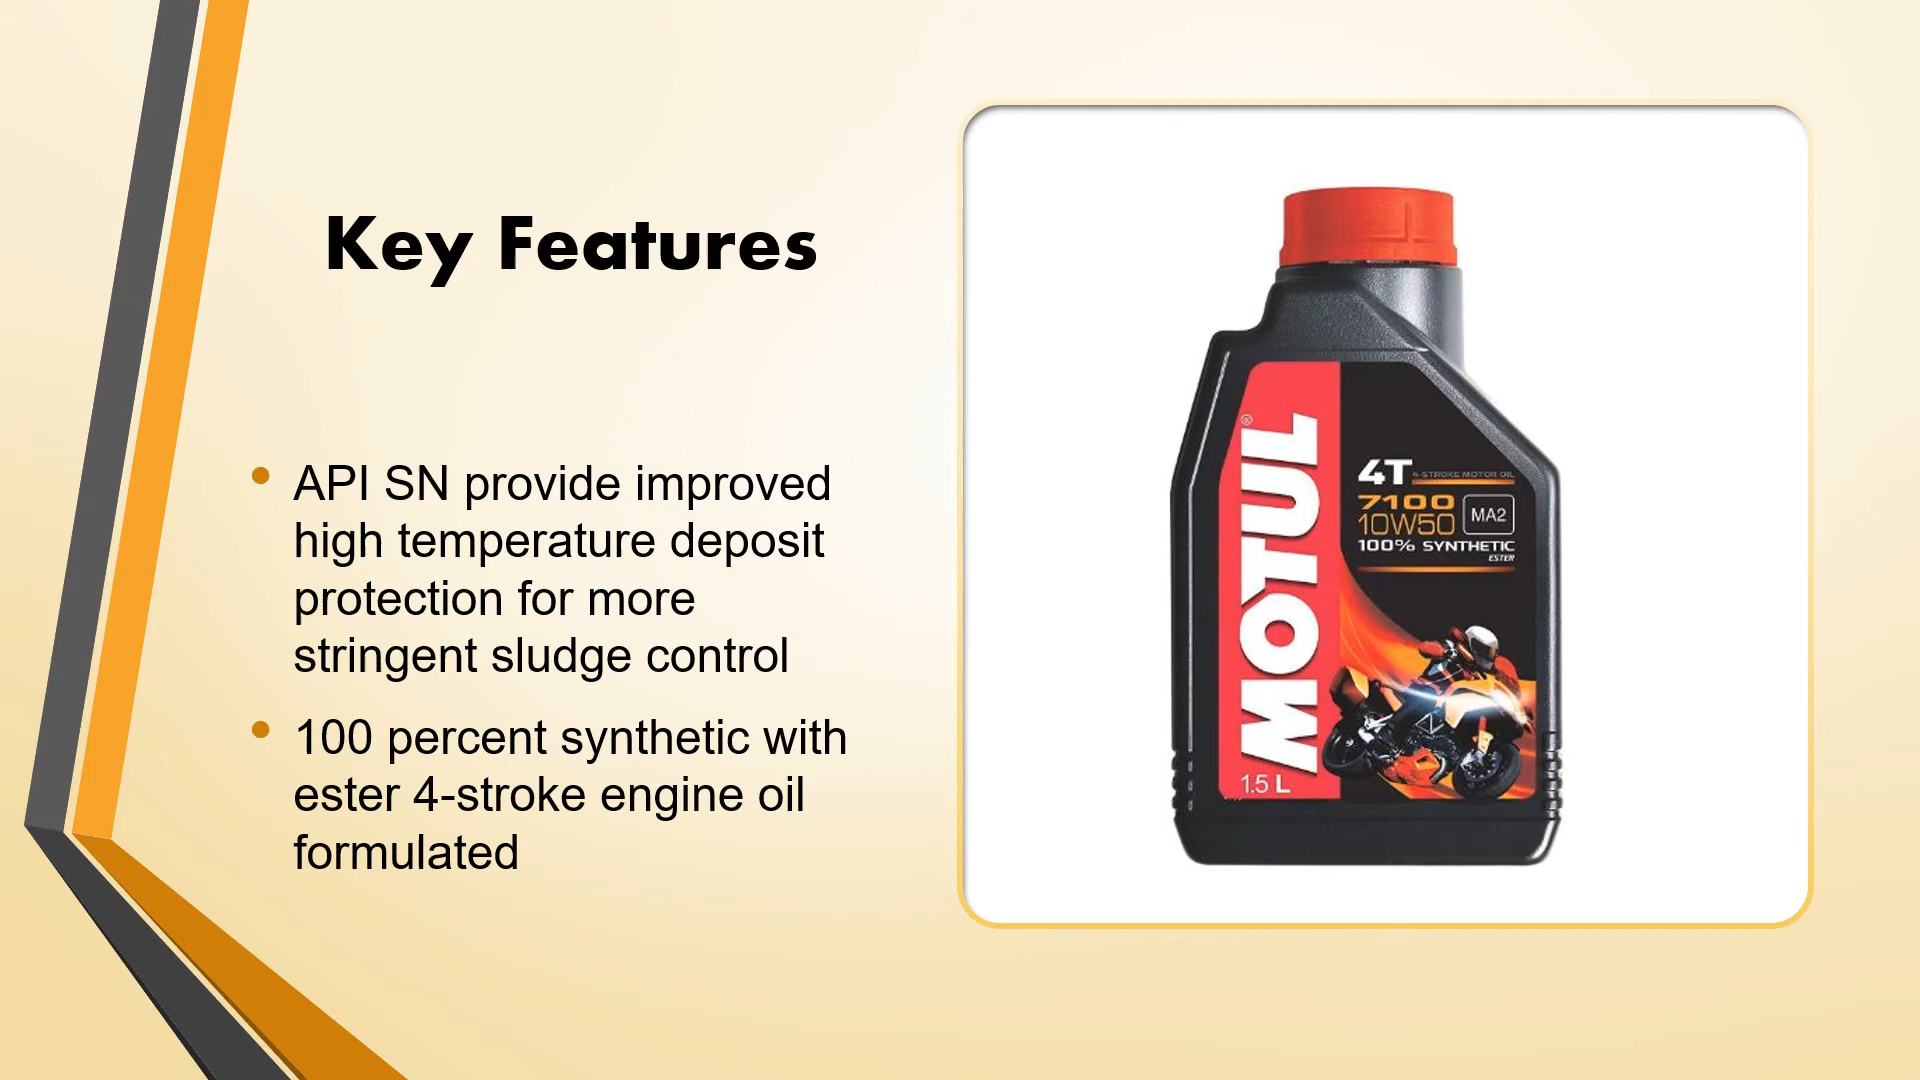 Key Features
API SN provide improved
high temperature deposit
protection for more
stringent sludge control
100 percent synthetic with
ester 4-stroke engine oil
formulated
MOTUL®
4T 4-STROKE MOTOR OIL
7100
10W50 MA2
100% SYNTHETIC
ESTER
1.5 L